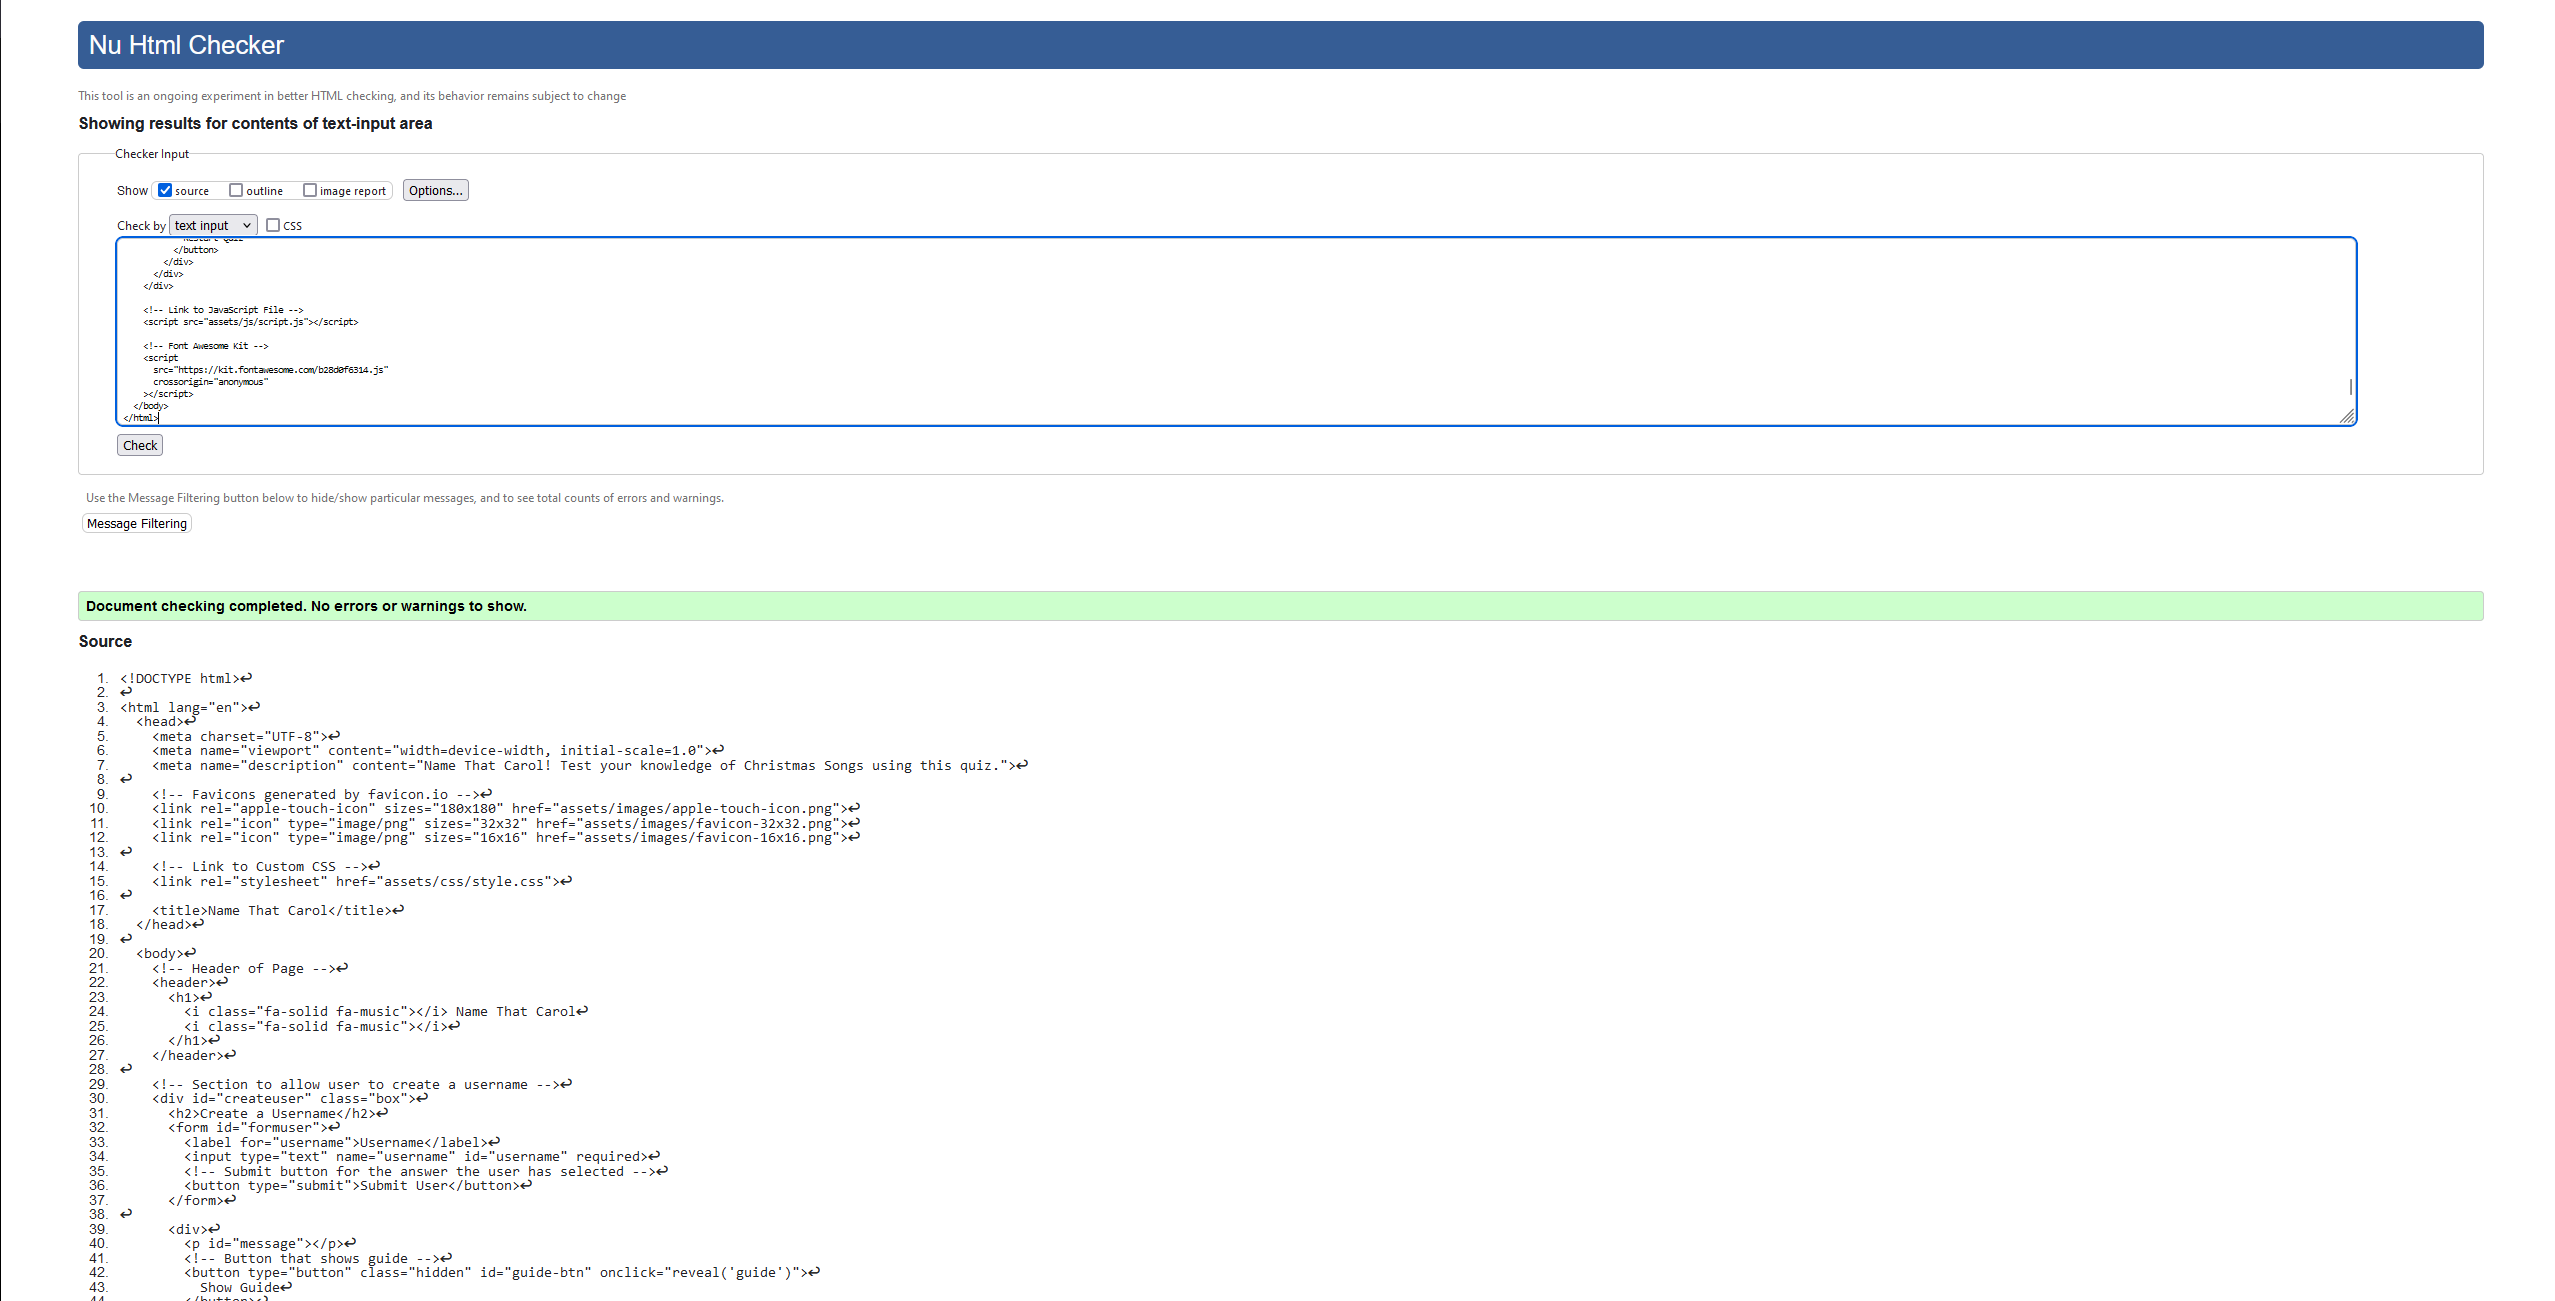 Nu Html Checker
This tool is an ongoing experiment in better HTML checking, and its behavior remains subject to change
Showing results for contents of text-input area
Checker Input
Show source outline image report Options...
Check by text input CSS
Restart Quiz
</button>
</div>
</div>
</div>
<!-- Link to JavaScript File -->
<script src="assets/js/script.js"></script>
<!-- Font Awesome Kit -->
<script
src="https://kit.fontawesome.com/b28d0f6314.js"
crossorigin="anonymous"
></script>
</body>
</html>
Check
Use the Message Filtering button below to hide/show particular messages, and to see total counts of errors and warnings.
Message Filtering
Document checking completed. No errors or warnings to show.
Source
1. <!DOCTYPE html>↩
2. ↩
3. <html lang="en">↩
4. <head>↩
5. <meta charset="UTF-8">↩
6. <meta name="viewport" content="width=device-width, initial-scale=1.0">↩
7. <meta name="description" content="Name That Carol! Test your knowledge of Christmas Songs using this quiz.">↩
8. ↩
9. <!-- Favicons generated by favicon.io -->↩
10. <link rel="apple-touch-icon" sizes="180x180" href="assets/images/apple-touch-icon.png">↩
11. <link rel="icon" type="image/png" sizes="32x32" href="assets/images/favicon-32x32.png">↩
12. <link rel="icon" type="image/png" sizes="16x16" href="assets/images/favicon-16x16.png">↩
13. ↩
14. <!-- Link to Custom CSS -->↩
15. <link rel="stylesheet" href="assets/css/style.css">↩
16. ↩
17. <title>Name That Carol</title>↩
18. </head>↩
19. ↩
20. <body>↩
21. <!-- Header of Page -->↩
22. <header>↩
23. <h1>↩
24. <i class="fa-solid fa-music"></i> Name That Carol↩
25. <i class="fa-solid fa-music"></i>↩
26. </h1>↩
27. </header>↩
28. ↩
29. <!-- Section to allow user to create a username -->↩
30. <div id="createuser" class="box">↩
31. <h2>Create a Username</h2>↩
32. <form id="formuser">↩
33. <label for="username">Username</label>↩
34. <input type="text" name="username" id="username" required>↩
35. <!-- Submit button for the answer the user has selected -->↩
36. <button type="submit">Submit User</button>↩
37. </form>↩
38. ↩
39. <div>↩
40. <p id="message"></p>↩
41. <!-- Button that shows guide -->↩
42. <button type="button" class="hidden" id="guide-btn" onclick="reveal('guide')">↩
43. Show Guide↩
44. </button>↩